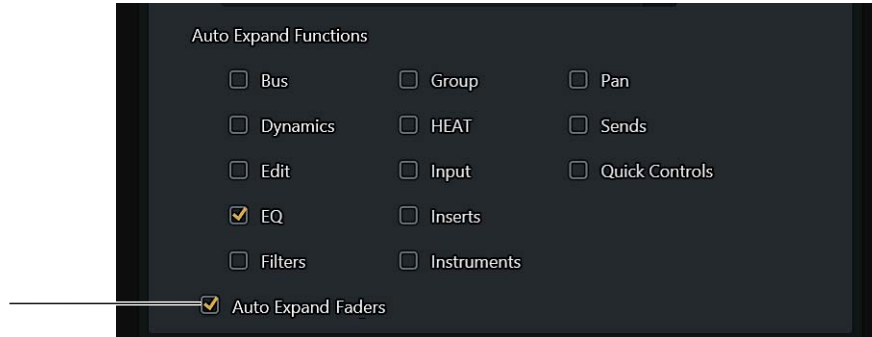 Auto Expand Functions
Bus Group Pan
Dynamics HEAT Sends
Edit Input Quick Controls
EQ Inserts
Filters Instruments
Auto Expand Faders